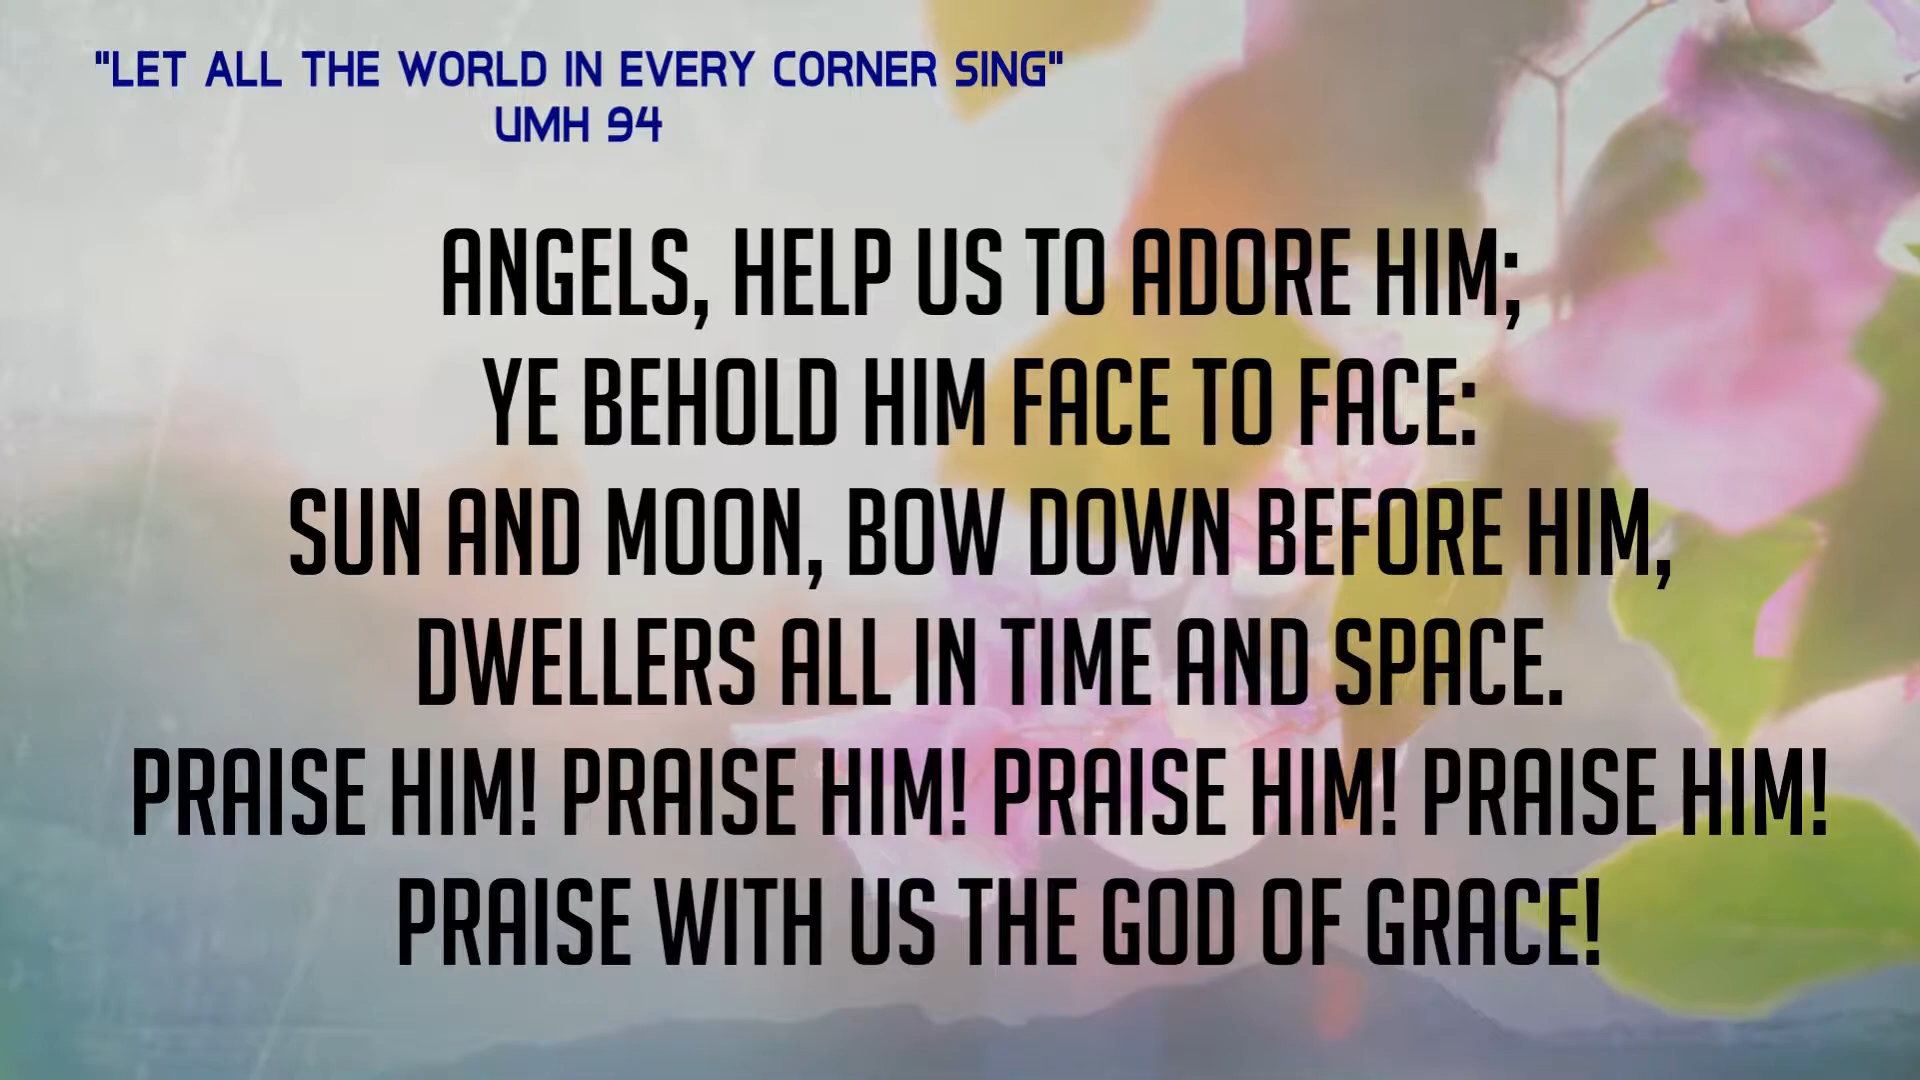 "LET ALL THE WORLD IN EVERY CORNER SING"
UMH 94
ANGELS, HELP US TO ADORE HIM;
YE BEHOLD HIM FACE TO FACE:
SUN AND MOON, BOW DOWN BEFORE HIM,
DWELLERS ALL IN TIME AND SPACE.
PRAISE HIM! PRAISE HIM! PRAISE HIM! PRAISE HIM!
PRAISE WITH US THE GOD OF GRACE!